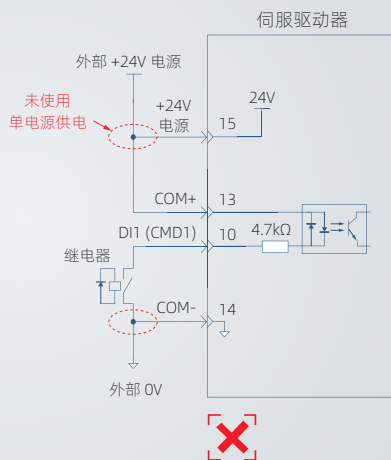 伺服驱动器
外部 +24V 电源
未使用
单电源供电
+24V
电源
15
24V
COM+
13
DI1 (CMD1)
10
4.7kΩ
继电器
COM-
14
外部 0V